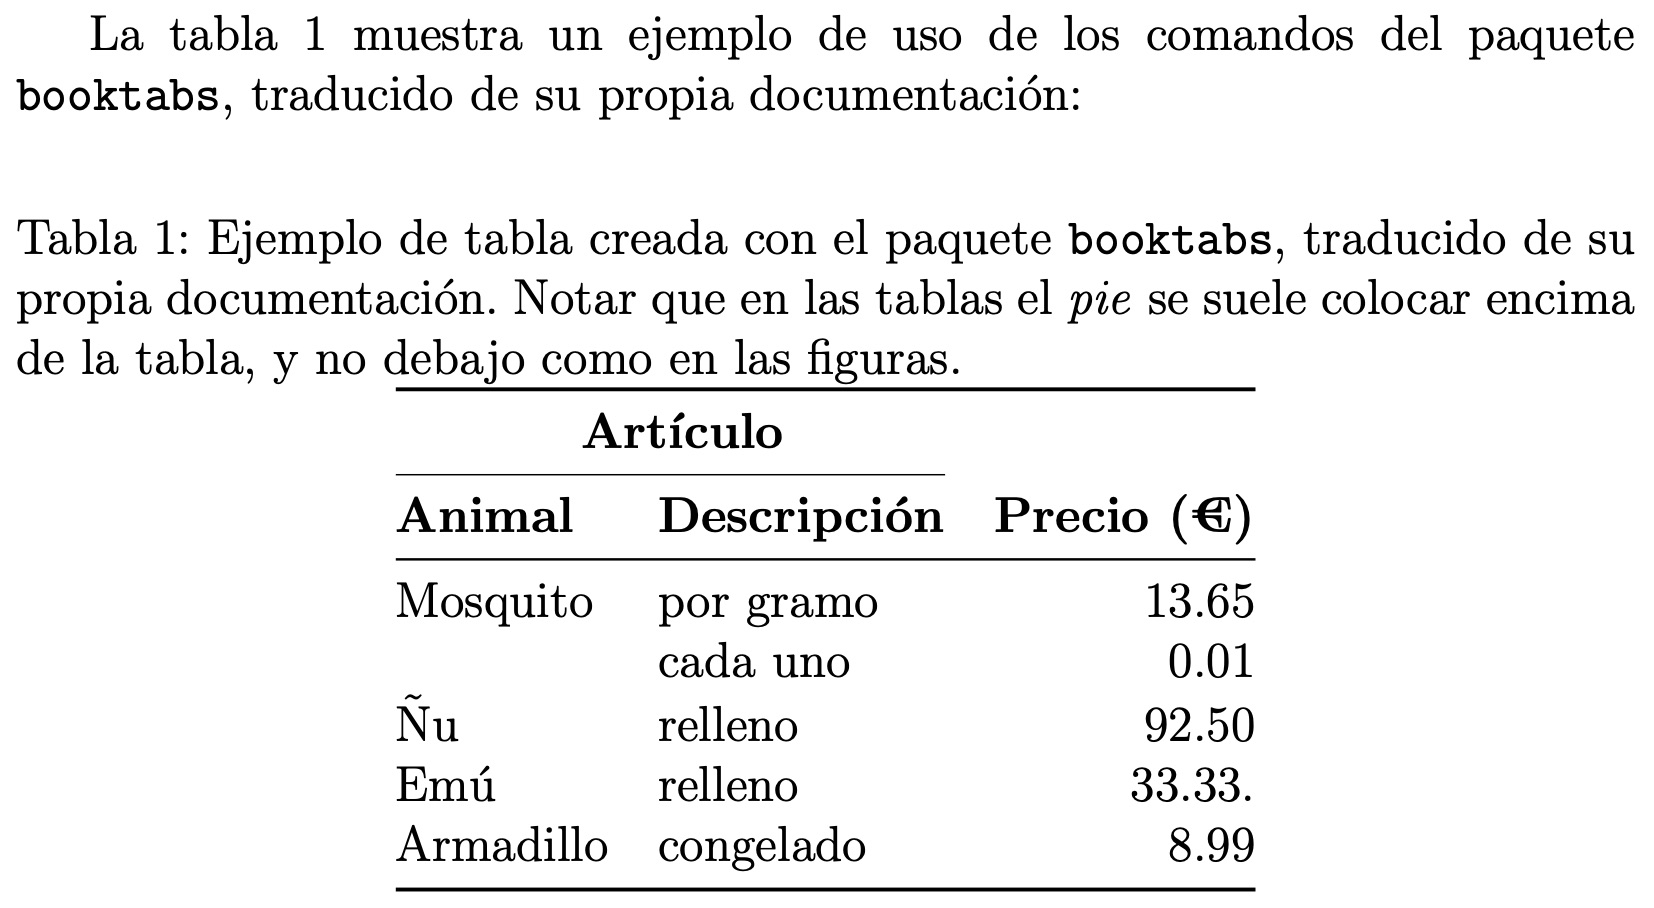 La tabla 1 muestra un ejemplo de uso de los comandos del paquete
booktabs, traducido de su propia documentación:
Tabla 1: Ejemplo de tabla creada con el paquete booktabs, traducido de su
propia documentación. Notar que en las tablas el pie se suele colocar encima
de la tabla, y no debajo como en las figuras.
Artículo
Animal Descripción Precio (€)
Mosquito por gramo 13.65
cada uno 0.01
Ñu relleno 92.50
Emú relleno 33.33.
Armadillo congelado 8.99